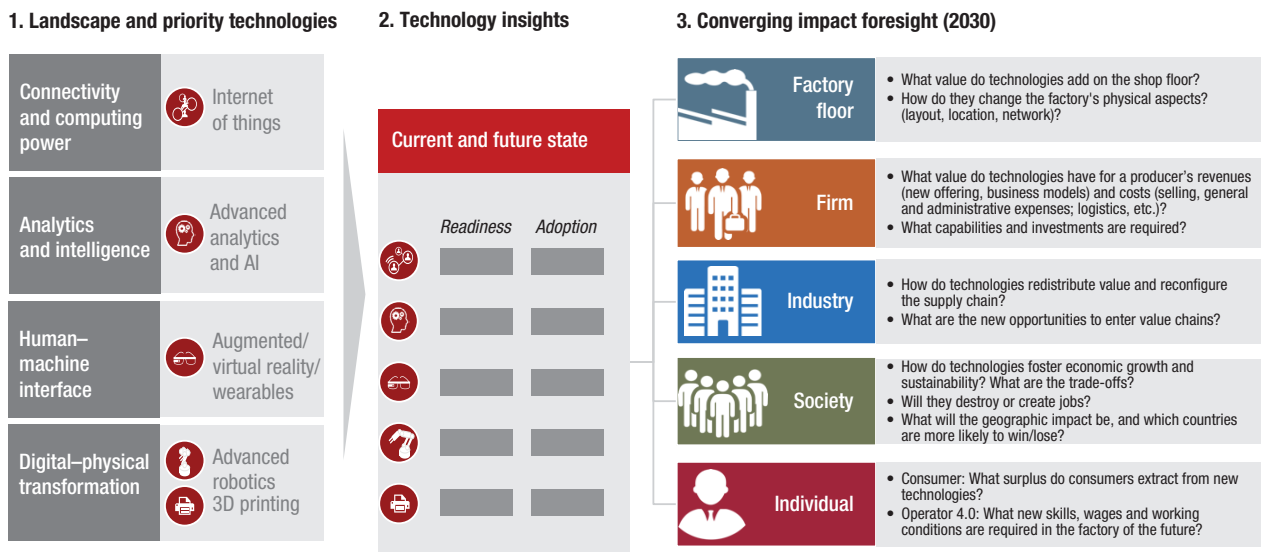 1. Landscape and priority technologies
Connectivity
and computing
power
Internet
of things
Analytics
and intelligence
Advanced
analytics
and AI
Human–
machine
interface
Augmented/
virtual reality/
wearables
Digital–physical
transformation
Advanced
robotics
3D printing
2. Technology insights
Current and future state
Readiness Adoption
3. Converging impact foresight (2030)
Factory
floor
• What value do technologies add on the shop floor?
• How do they change the factory's physical aspects?
(layout, location, network)?
Firm
• What value do technologies have for a producer’s revenues
(new offering, business models) and costs (selling, general
and administrative expenses; logistics, etc.)?
• What capabilities and investments are required?
Industry
• How do technologies redistribute value and reconfigure
the supply chain?
• What are the new opportunities to enter value chains?
Society
• How do technologies foster economic growth and
sustainability? What are the trade-offs?
• Will they destroy or create jobs?
• What will the geographic impact be, and which countries
are more likely to win/lose?
Individual
• Consumer: What surplus do consumers extract from new
technologies?
• Operator 4.0: What new skills, wages and working
conditions are required in the factory of the future?